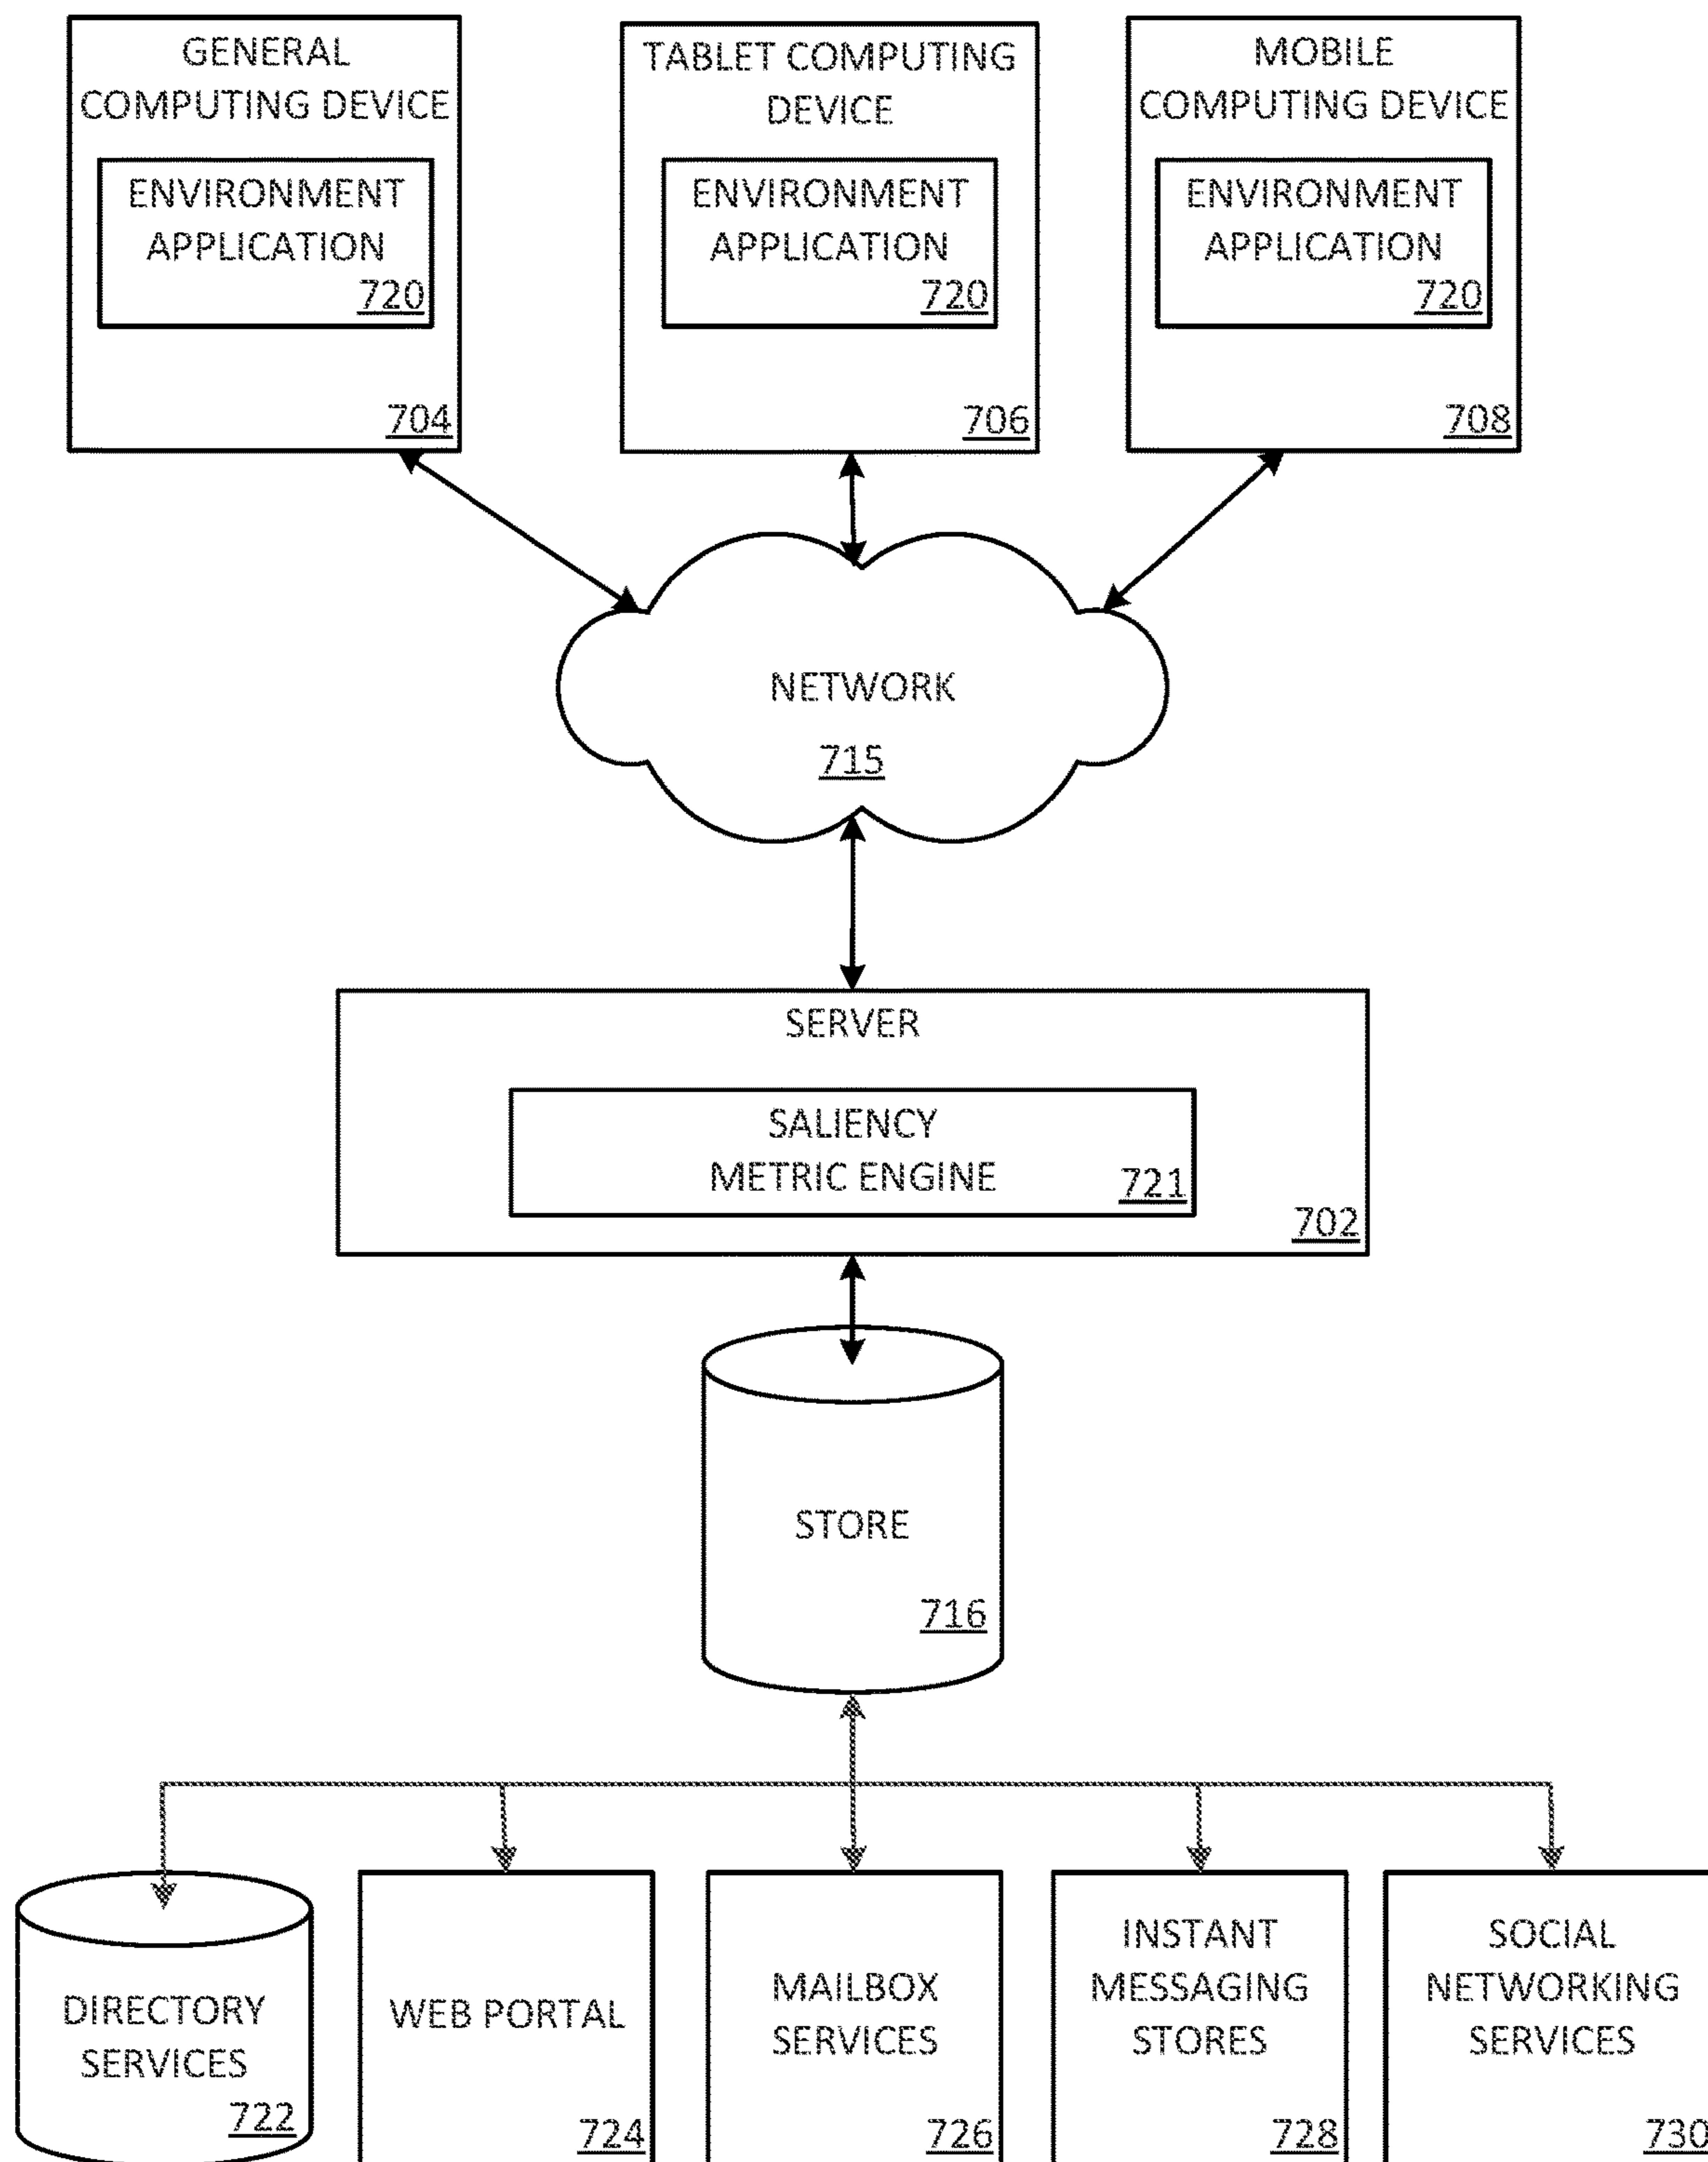 GENERAL
COMPUTING DEVICE
ENVIRONMENT
APPLICATION
720
704
TABLET COMPUTING
DEVICE
ENVIRONMENT
APPLICATION
720
706
MOBILE
COMPUTING DEVICE
ENVIRONMENT
APPLICATION
720
708
NETWORK
715
SERVER
SALIENCY
METRIC ENGINE
721
702
STORE
716
DIRECTORY
SERVICES
722
WEB PORTAL
724
MAILBOX
SERVICES
726
INSTANT
MESSAGING
STORES
728
SOCIAL
NETWORKING
SERVICES
730